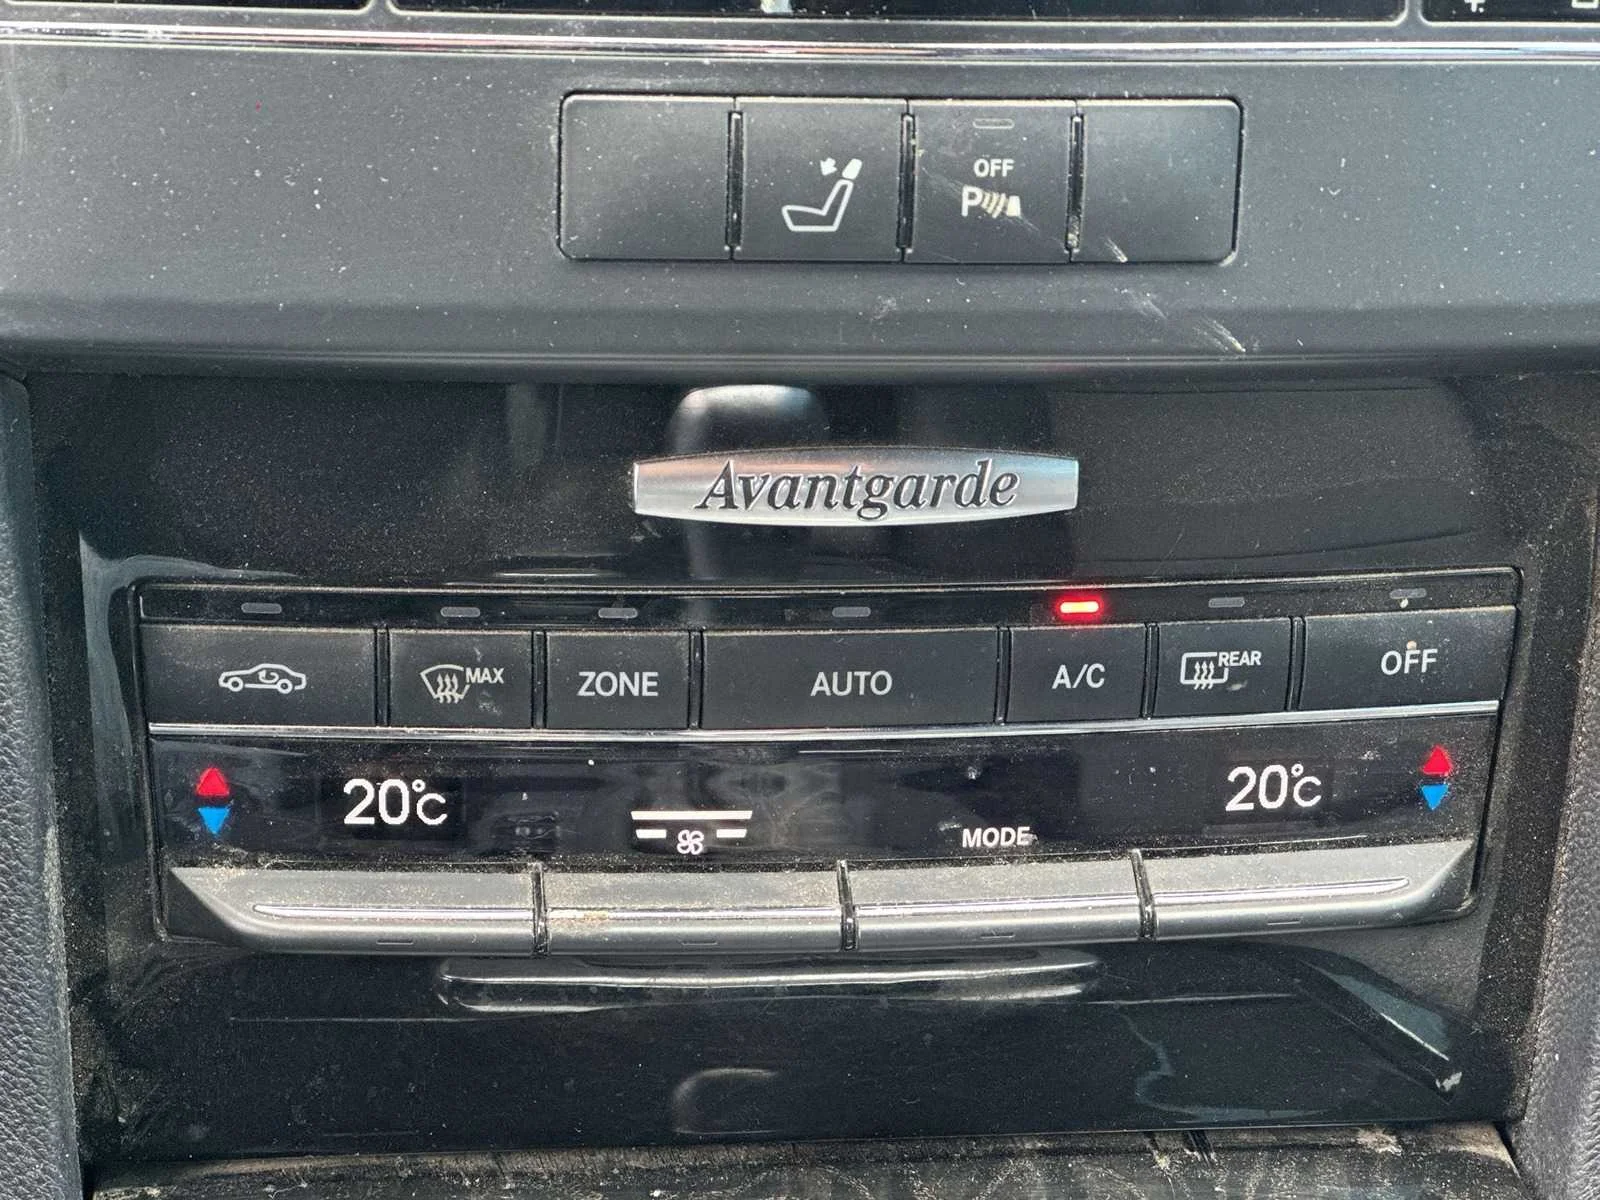 OFF
P
Avantgarde
MAX ZONE AUTO A/C REAR OFF
20°C 20°C
MODE